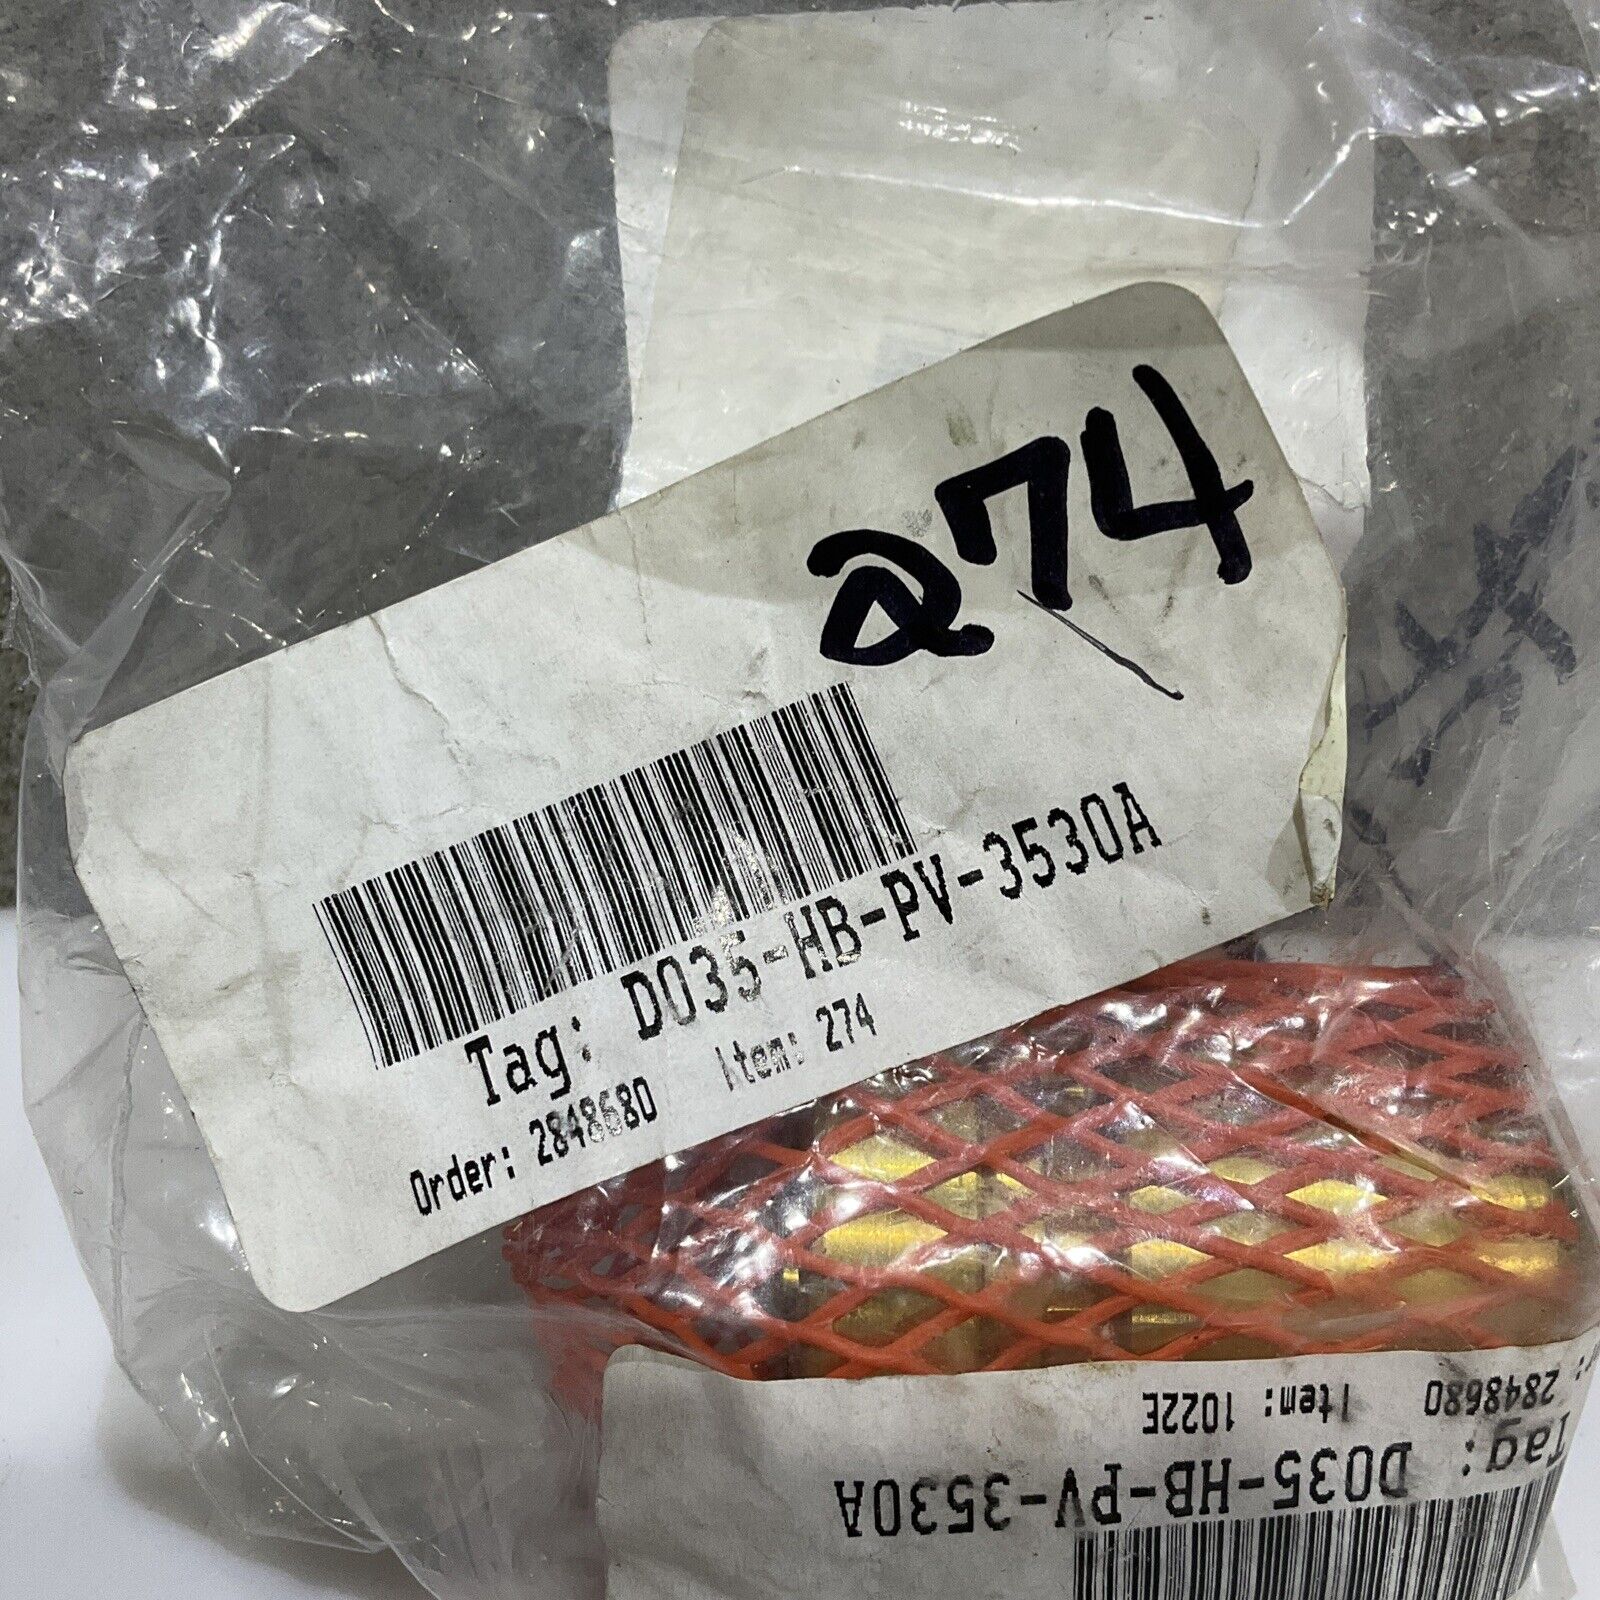 274
Tag: D035-HB-PV-3530A
Order: 2848680 Item: 274
2848680 Item: 1022E
Tag: D035-HB-PV-3530A